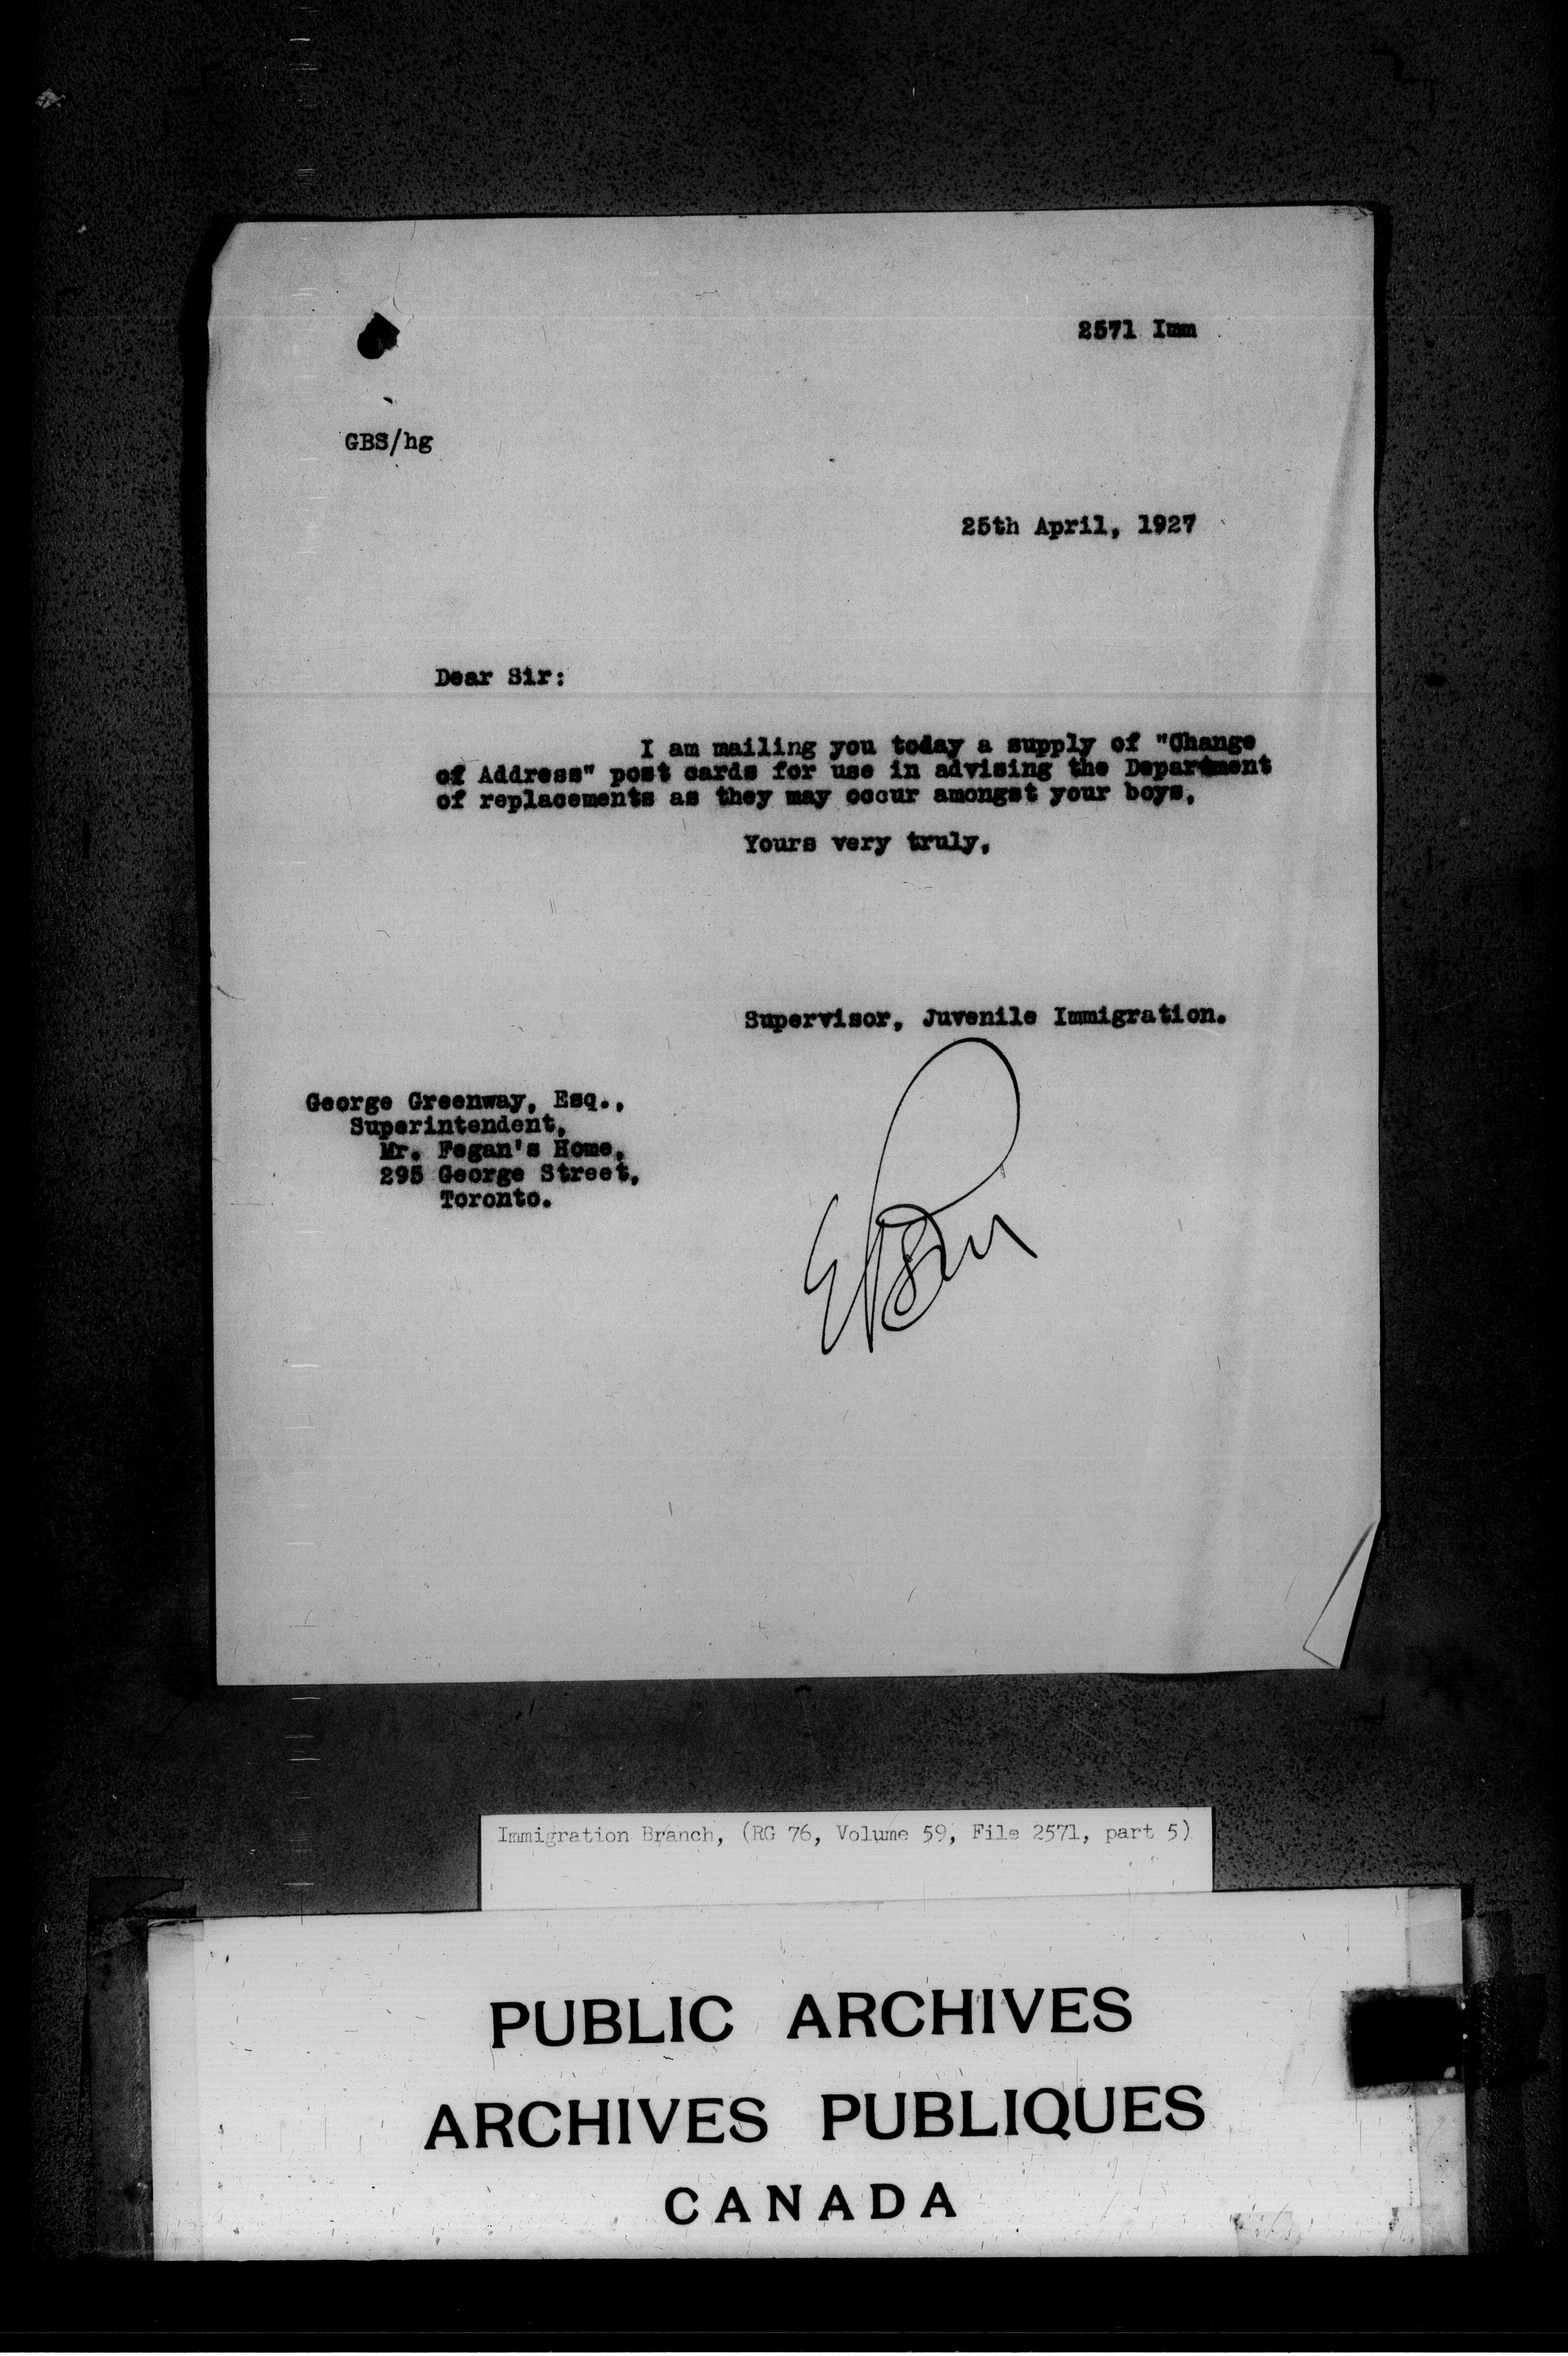 2571 Imm
GBS/hg
25th April, 1927
Dear Sir:
I am mailing you today a supply of "Change
of Address" post cards for use in advising the Department
of replacements as they may occur amongst your boys.
Yours very truly,
Supervisor, Juvenile Immigration.
George Greenway, Esq.,
Superintendent,
Mr. Fegan's Home,
295 George Street,
Toronto.
Immigration Branch, (RG 76, Volume 59, File 2571, part 5)
PUBLIC ARCHIVES
ARCHIVES PUBLIQUES
CANADA